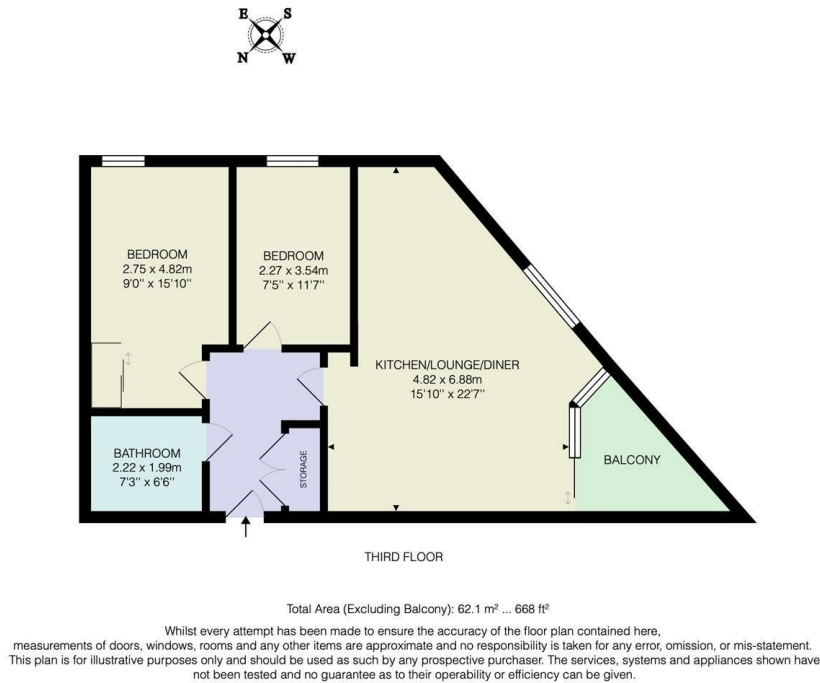 E S
N W
BEDROOM
2.75 x 4.82m
9'0" x 15'10"
BEDROOM
2.27 x 3.54m
7'5" x 11'7"
KITCHEN/LOUNGE/DINER
4.82 x 6.88m
15'10" x 22'7"
BATHROOM
2.22 x 1.99m
7'3" x 6'6"
STORAGE
BALCONY
THIRD FLOOR
Total Area (Excluding Balcony): 62.1 m² ... 668 ft²
Whilst every attempt has been made to ensure the accuracy of the floor plan contained here,
measurements of doors, windows, rooms and any other items are approximate and no responsibility is taken for any error, omission, or mis-statement.
This plan is for illustrative purposes only and should be used as such by any prospective purchaser. The services, systems and appliances shown have
not been tested and no guarantee as to their operability or efficiency can be given.